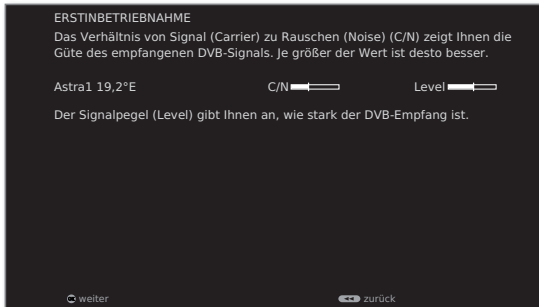 ERSTINBETRIEBNAHME
Das Verhältnis von Signal (Carrier) zu Rauschen (Noise) (C/N) zeigt Ihnen die
Güte des empfangenen DVB-Signals. Je größer der Wert ist desto besser.
Astra1 19,2°E C/N Level
Der Signalpegel (Level) gibt Ihnen an, wie stark der DVB-Empfang ist.
weiter zurück